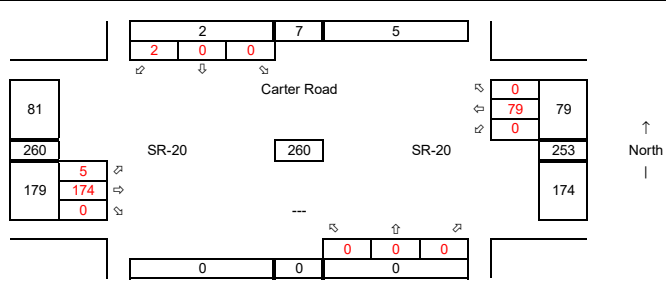 2 7 5
2 0 0
⬃ ⇩ ⬂
Carter Road
81
⬁ 0
⇦ 79 79
⬃ 0
↑
260 SR-20 260 SR-20 253 North
|
5 ⬀
179 174 ⇨ 174
0 ⬂
---
⬁ ⇧ ⬀
0 0 0
0 0 0